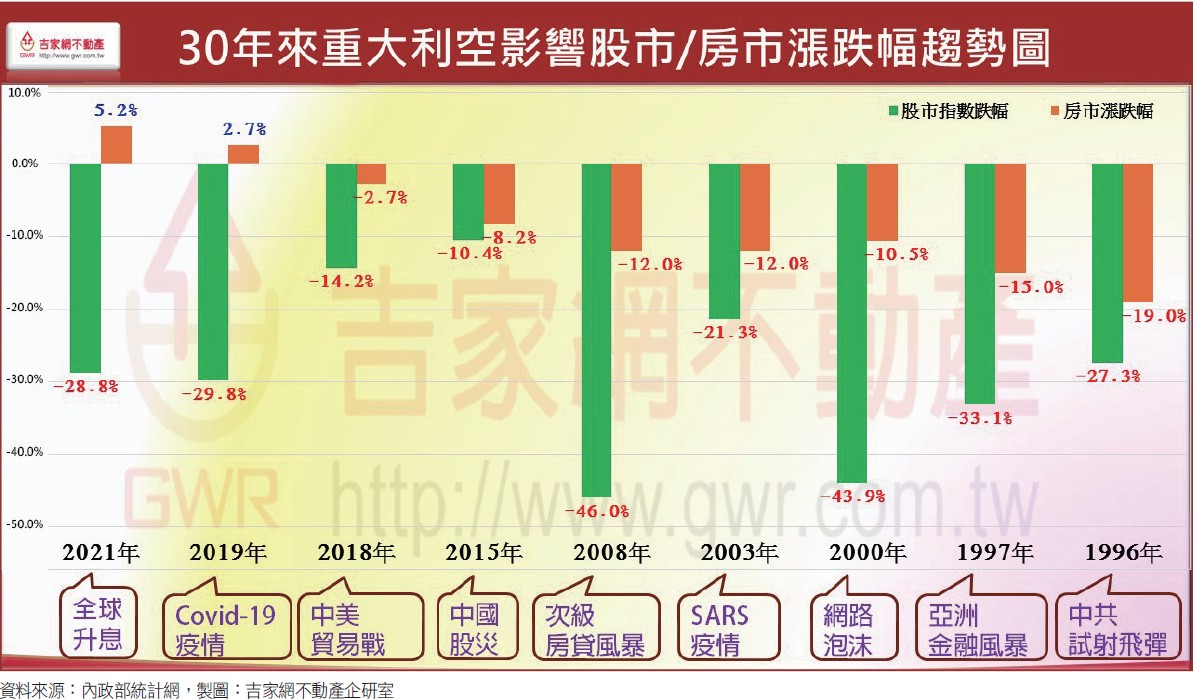 吉家網不動產
GWR http://www.gwr.com.tw
30年來重大利空影響股市/房市漲跌幅趨勢圖
股市指數跌幅 房市漲跌幅
10.0%
0.0%
-10.0%
-20.0%
-30.0%
-40.0%
-50.0%
5.2%
2.7%
-2.7%
-8.2%
-12.0%
-12.0%
-10.5%
-15.0%
-19.0%
-28.8%
-29.8%
-14.2%
-10.4%
-46.0%
-21.3%
-43.9%
-33.1%
-27.3%
吉家網不動產
GWR http://www.gwr.com.tw
2021年 2019年 2018年 2015年 2008年 2003年 2000年 1997年 1996年
全球
升息
Covid-19
疫情
中美
貿易戰
中國
股災
次級
房貸風暴
SARS
疫情
網路
泡沫
亞洲
金融風暴
中共
試射飛彈
資料來源：內政部統計網，製圖：吉家網不動產企研室